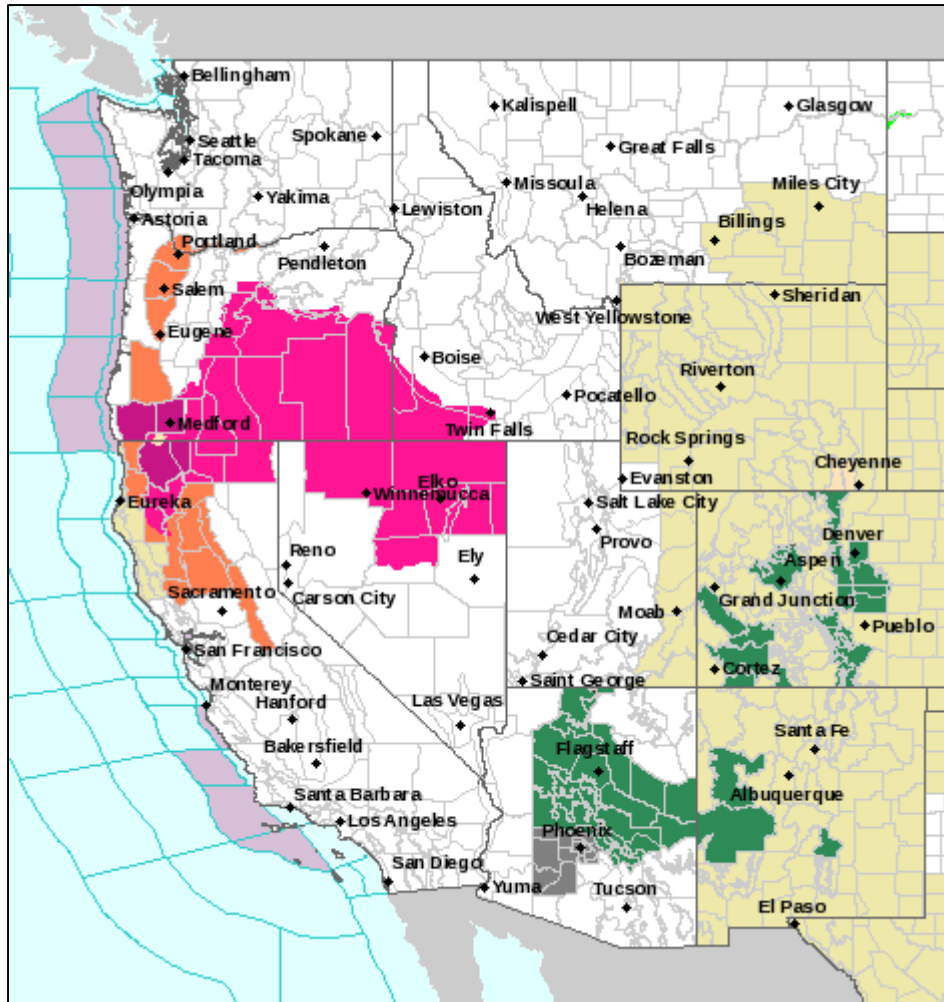 Bellingham
Kalispell
Glasgow
Spokane
Seattle
Great Falls
Tacoma
Olympia
Missoula
Miles City
Yakima
Helena
Lewiston
Astoria
Billings
Portland
Pendleton
Bozeman
Salem
Sheridan
West Yellowstone
Eugene
Boise
Riverton
Pocatello
Medford
Twin Falls
Rock Springs
Cheyenne
Elko
Eureka
Winnemucca
Evanston
Salt Lake City
Denver
Provo
Reno
Ely
Aspen
Sacramento
Carson City
Grand Junction
Moab
Pueblo
Cedar City
San Francisco
Cortez
Saint George
Monterey
Hanford
Las Vegas
Santa Fe
Bakersfield
Flagstaff
Albuquerque
Santa Barbara
Los Angeles
Phoenix
San Diego
Yuma
Tucson
El Paso